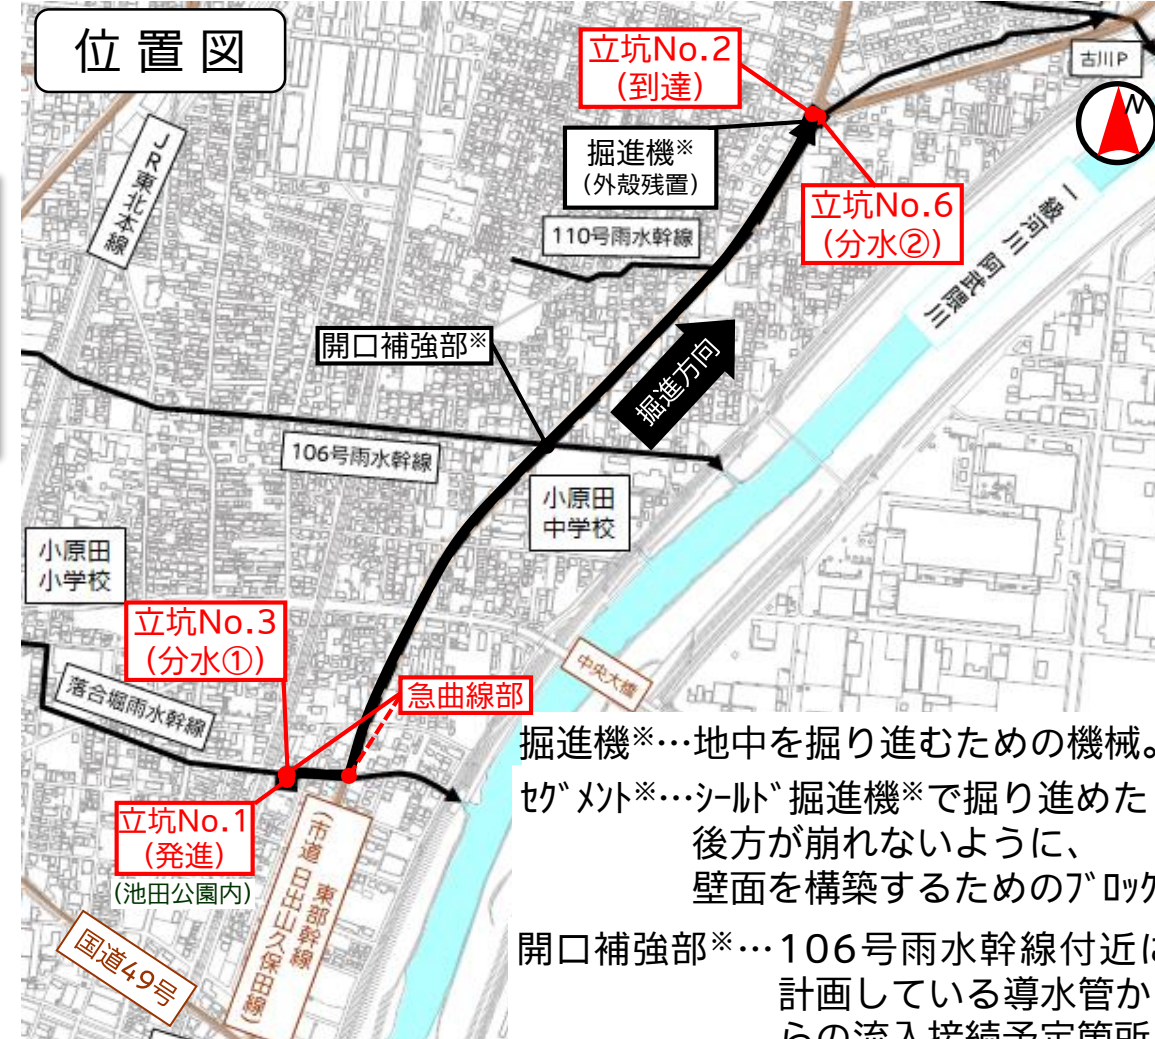 位置図
立坑No.2
(到達)
古川P
N
JR東北本線
掘進機※
(外殻残置)
立坑No.6
(分水②)
110号雨水幹線
一級河川 阿武隈川
開口補強部※
掘進方向
106号雨水幹線
小原田
中学校
小原田
小学校
立坑No.3
(分水①)
中央大橋
落合堀雨水幹線
急曲線部
立坑No.1
(発進)
(池田公園内)
東部幹線
(市道 日出山久保田線)
国道49号
掘進機※…地中を掘り進むための機械。
ｾｸﾞﾒﾝﾄ※…ｼｰﾙﾄﾞ掘進機※で掘り進めた
後方が崩れないように、
壁面を構築するためのﾌﾞﾛｯｸ
開口補強部※…106号雨水幹線付近に
計画している導水管か
らの流入接続予定箇所